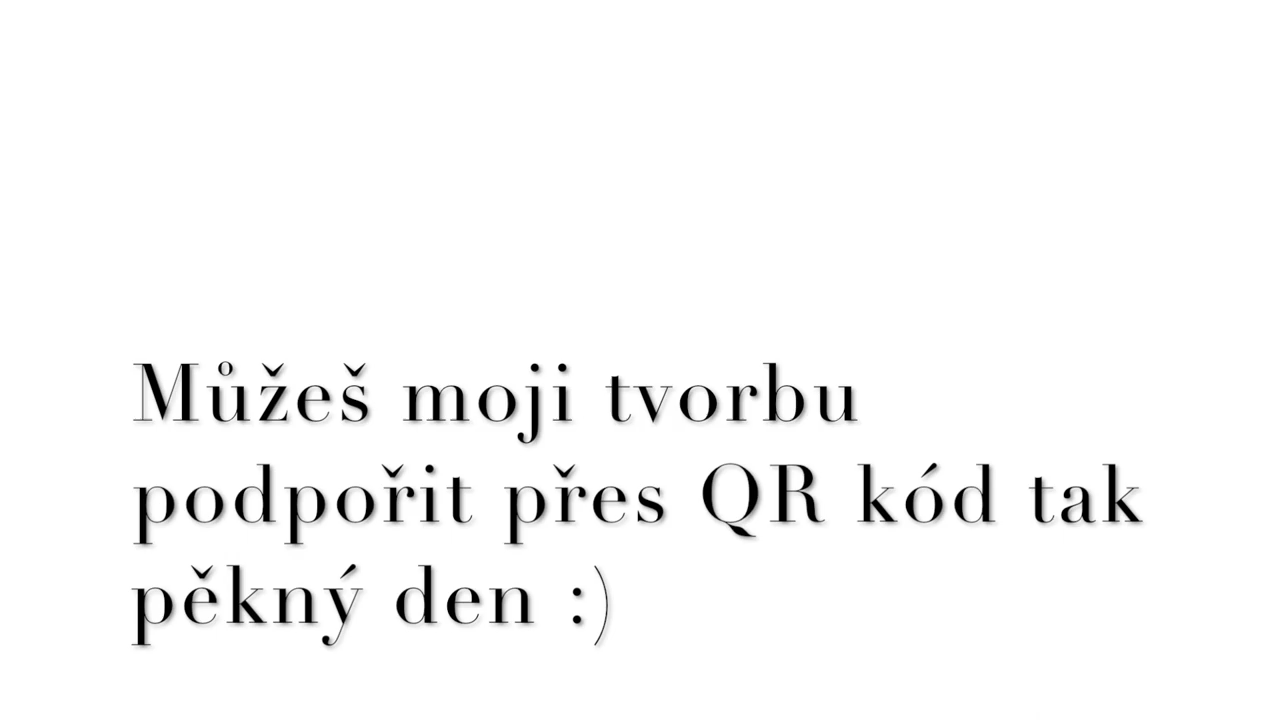 Můžeš moji tvorbu
podpořit přes QR kód tak
pěkný den :)